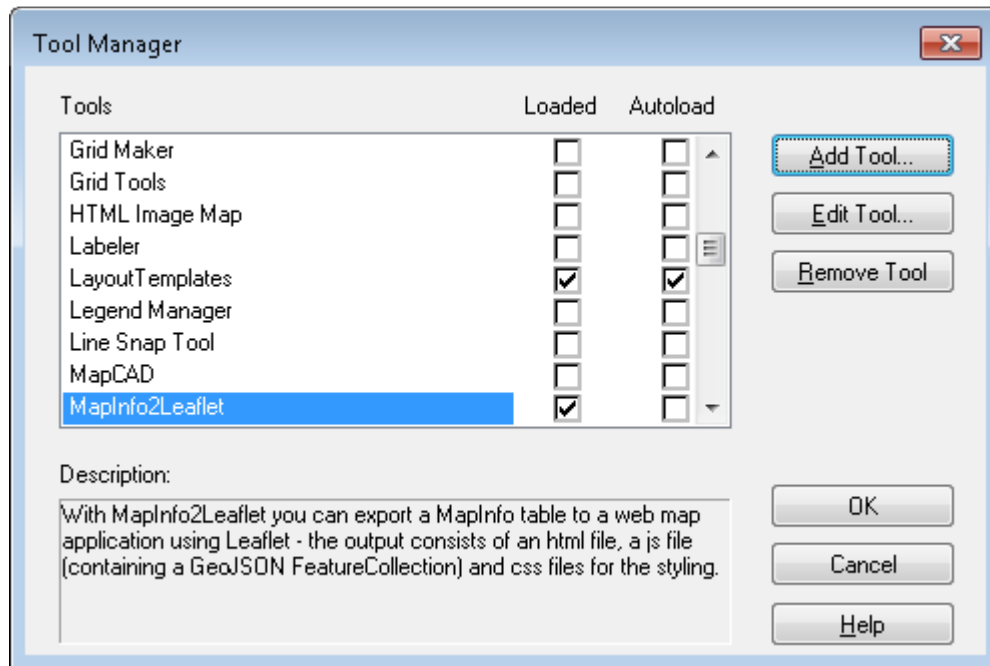 Tool Manager
Tools
Loaded
Autoload
Grid Maker
Grid Tools
HTML Image Map
Labeler
LayoutTemplates
Legend Manager
Line Snap Tool
MapCAD
MapInfo2Leaflet
Add Tool...
Edit Tool...
Remove Tool
Description:
With MapInfo2Leaflet you can export a MapInfo table to a web map
application using Leaflet - the output consists of an html file, a js file
(containing a GeoJSON FeatureCollection) and css files for the styling.
OK
Cancel
Help